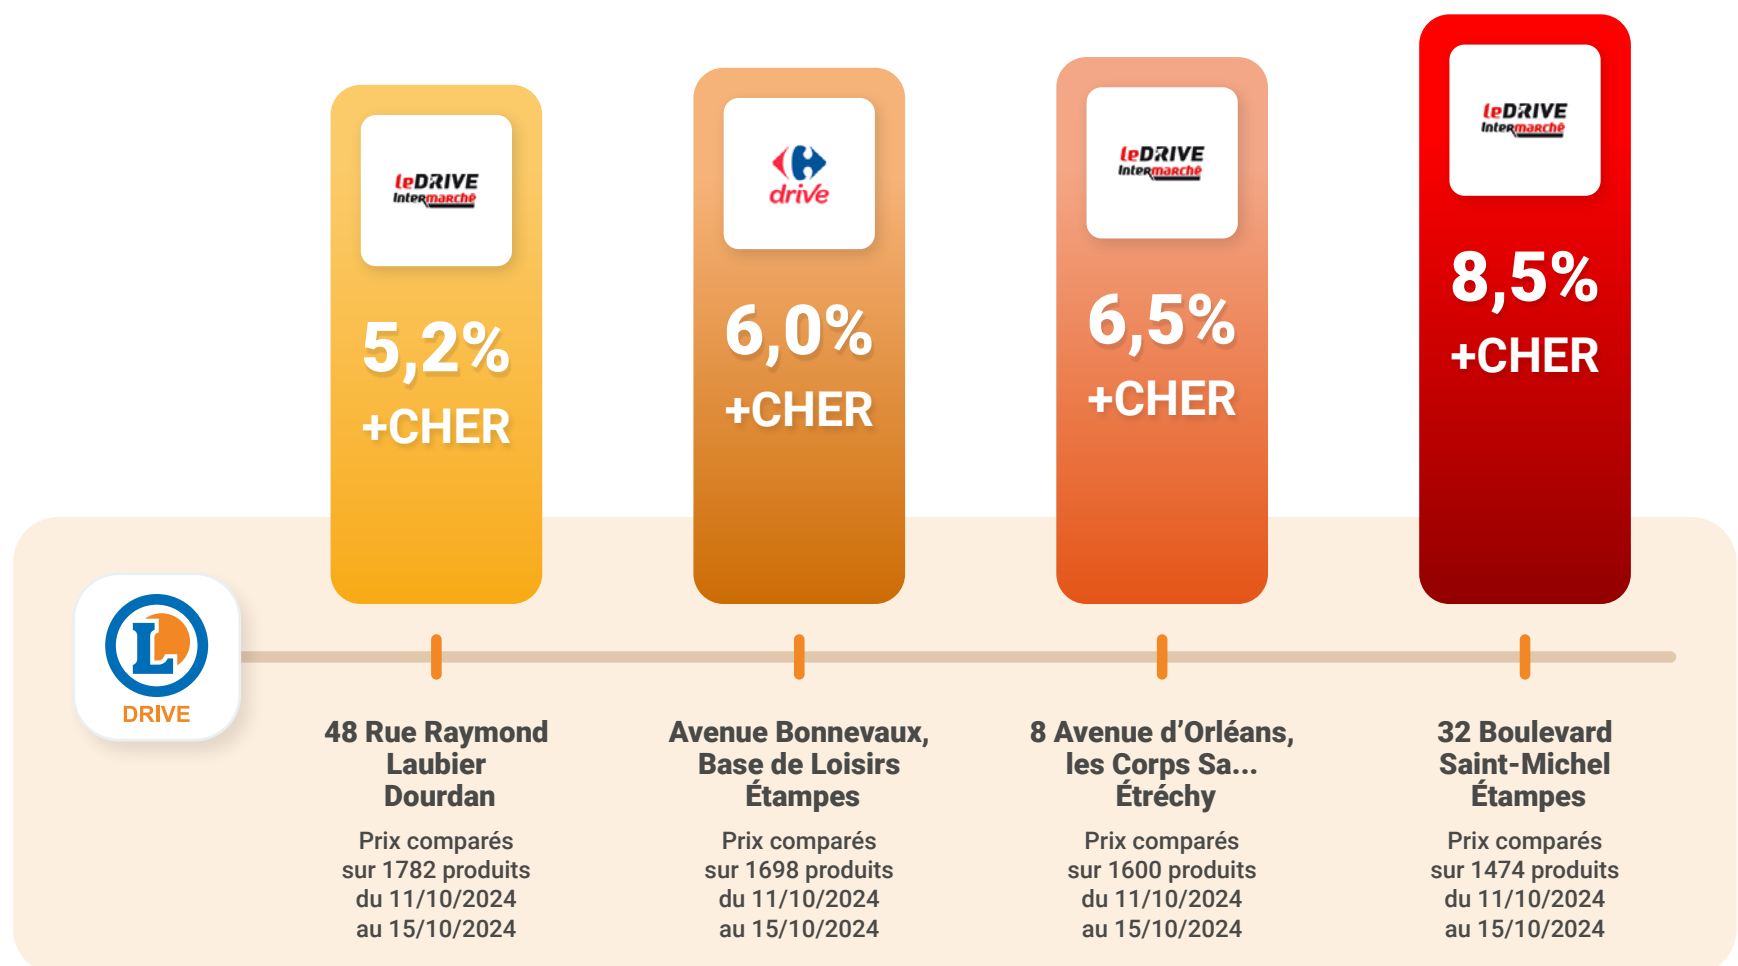 leDRIVE
Intermarché
5,2%
+CHER
drive
6,0%
+CHER
leDRIVE
Intermarché
6,5%
+CHER
leDRIVE
Intermarché
8,5%
+CHER
L
DRIVE
48 Rue Raymond
Laubier
Dourdan
Prix comparés
sur 1782 produits
du 11/10/2024
au 15/10/2024
Avenue Bonnevaux,
Base de Loisirs
Étampes
Prix comparés
sur 1698 produits
du 11/10/2024
au 15/10/2024
8 Avenue d’Orléans,
les Corps Sa...
Étréchy
Prix comparés
sur 1600 produits
du 11/10/2024
au 15/10/2024
32 Boulevard
Saint-Michel
Étampes
Prix comparés
sur 1474 produits
du 11/10/2024
au 15/10/2024